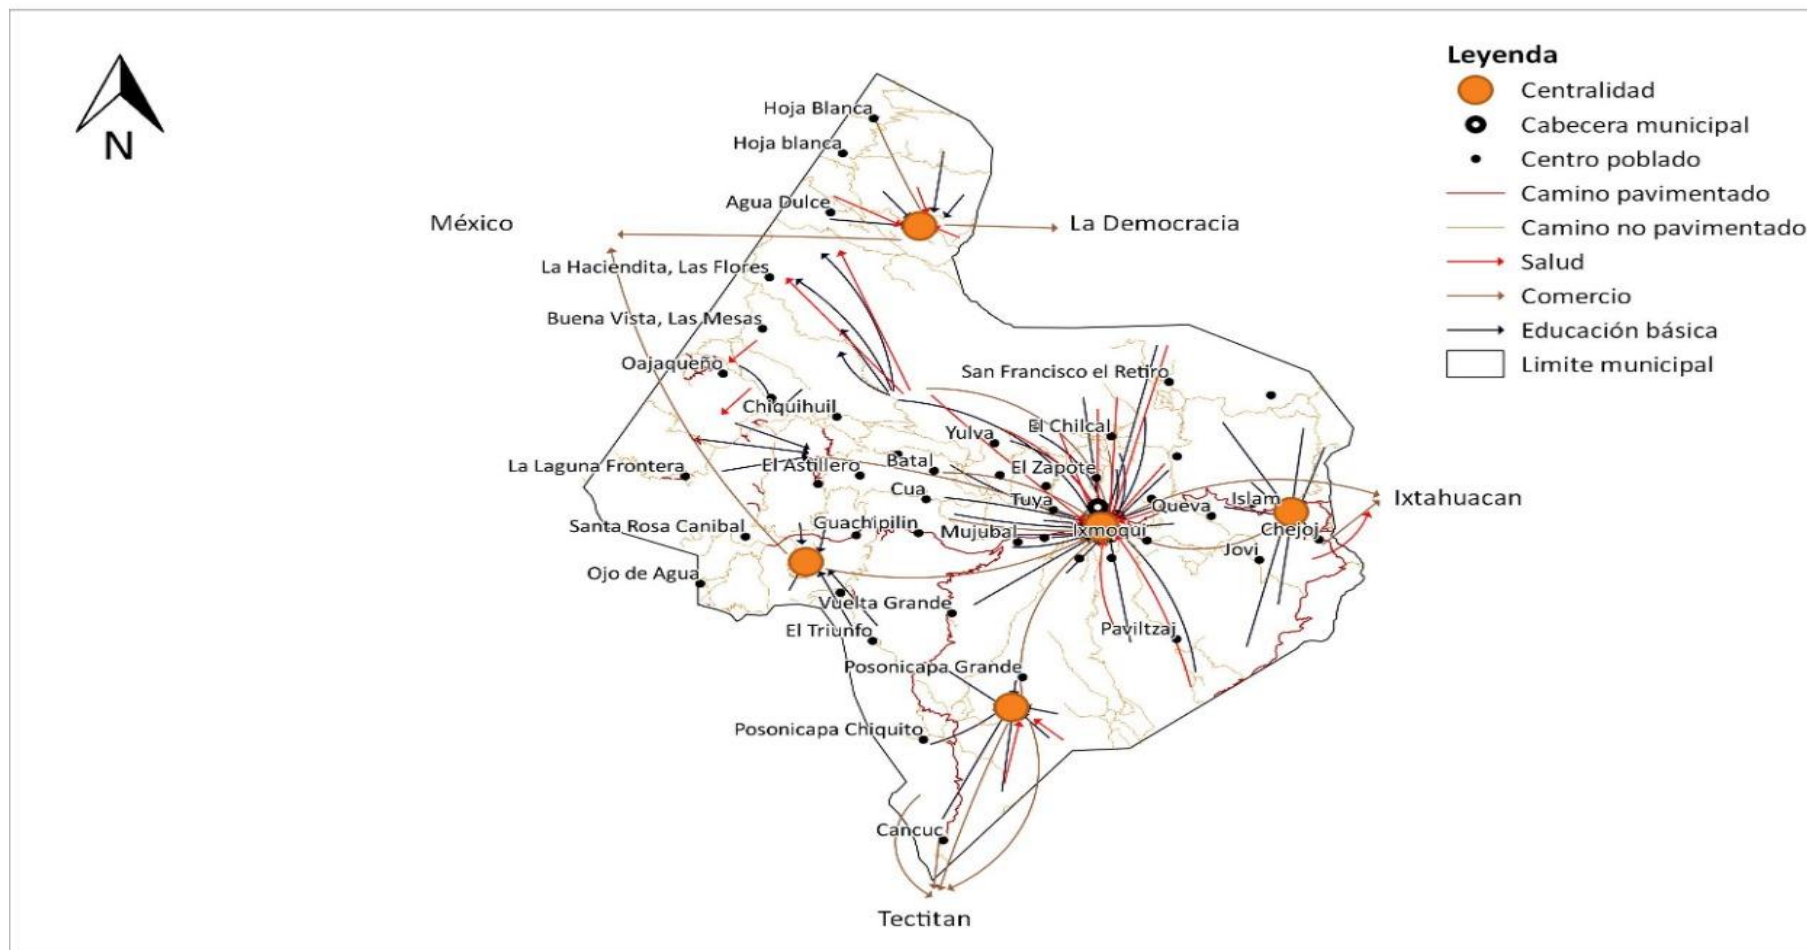 Leyenda
Centralidad
Cabecera municipal
Centro poblado
Camino pavimentado
Camino no pavimentado
Salud
Comercio
Educación básica
Limite municipal
N
Hoja Blanca
Hoja blanca
Agua Dulce
México
La Democracia
La Haciendita, Las Flores
Buena Vista, Las Mesas
Oajaqueño
San Francisco el Retiro
Chiquihuil
Yulva
El Chilcal
La Laguna Frontera
El Astillero
Batal
El Zapote
Cua
Tuya
Queva
Islam
Ixtahuacan
Santa Rosa Canibal
Guachipilin
Mujubal
Ixmoqui
Chejoj
Jovi
Ojo de Agua
Vuelta Grande
El Triunfo
Paviltzaj
Posonicapa Grande
Posonicapa Chiquito
Cancuc
Tectitan